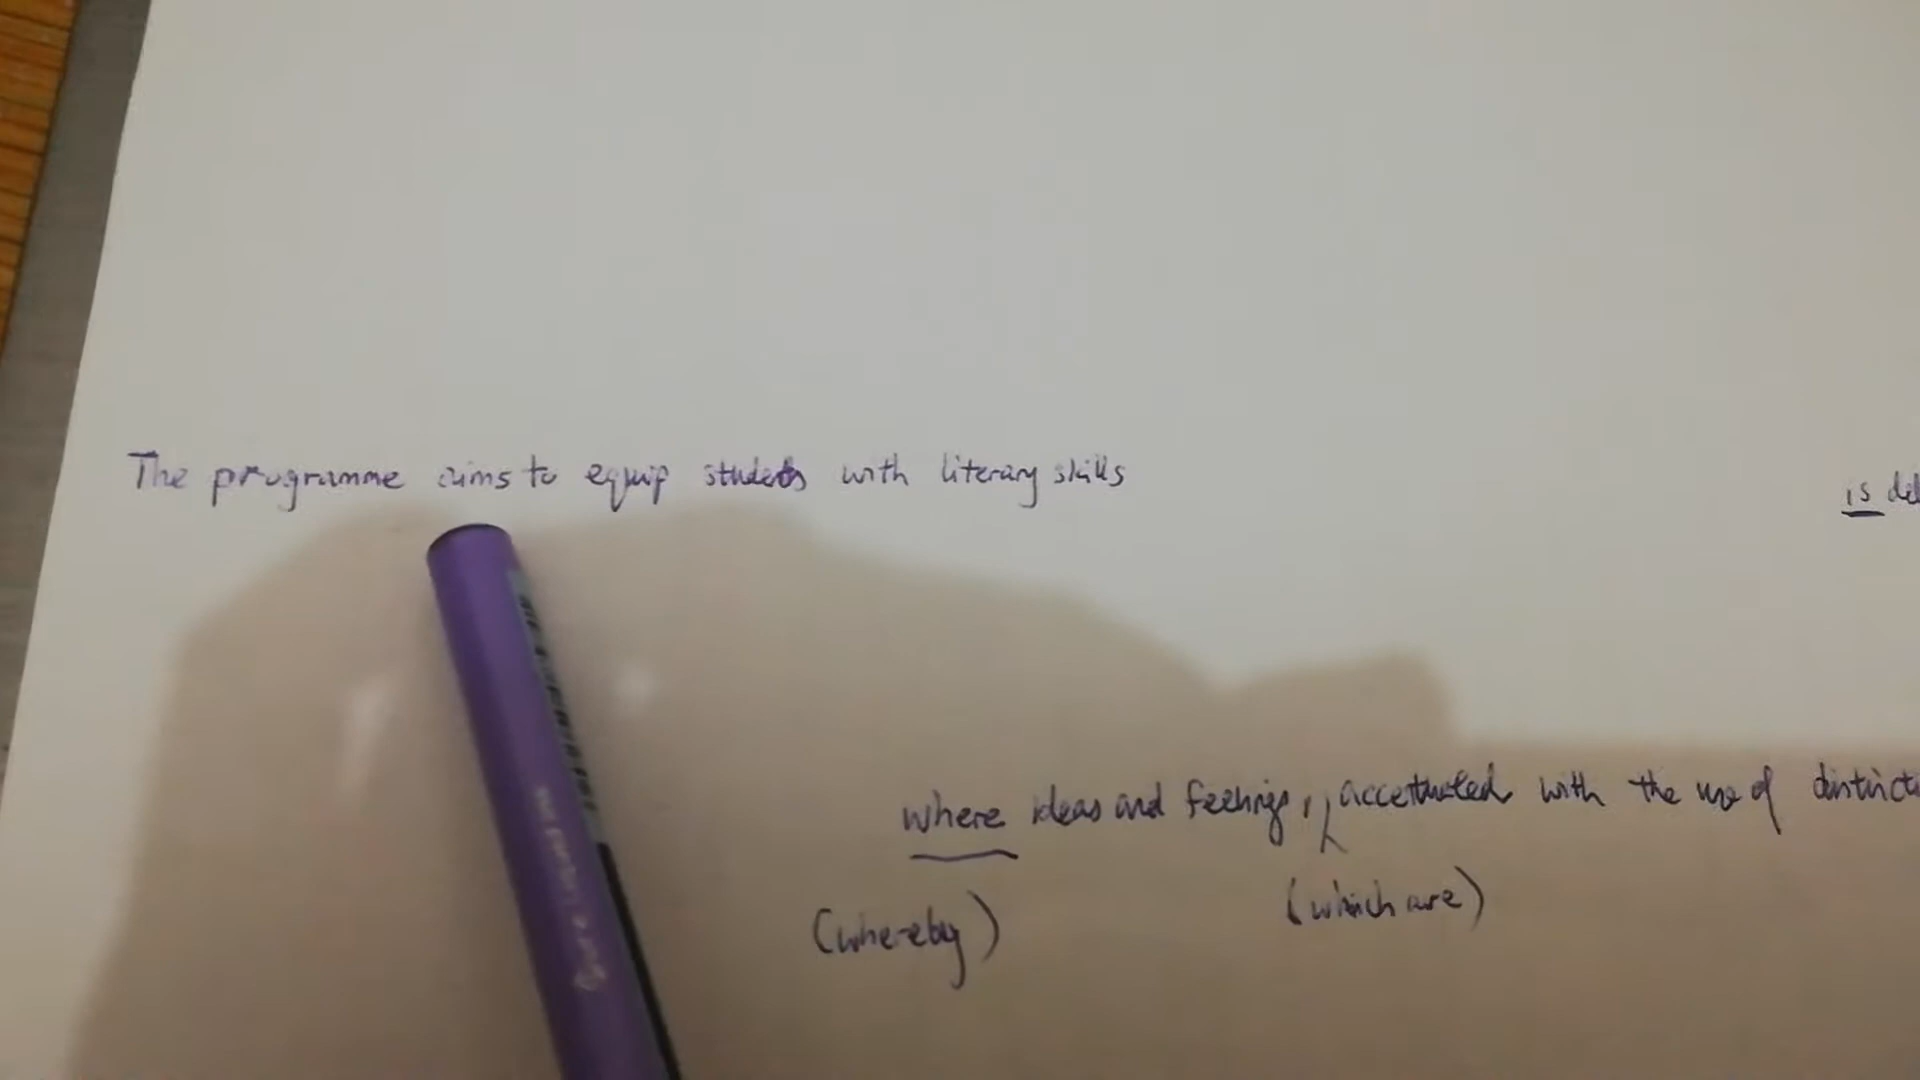 The programme aims to equip students with literary skills
is
where ideas and feelings, accentuated with the use of
(whereby) (which are)